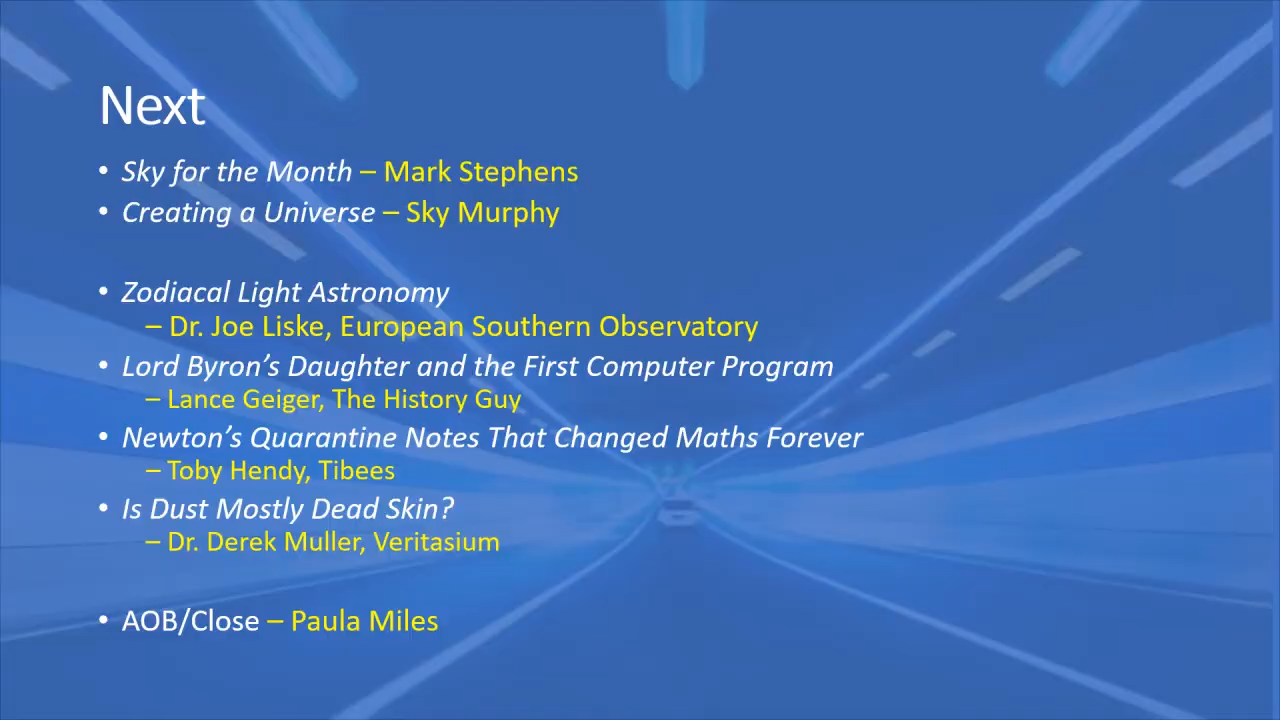 Next
• Sky for the Month – Mark Stephens
• Creating a Universe – Sky Murphy
• Zodiacal Light Astronomy
– Dr. Joe Liske, European Southern Observatory
• Lord Byron’s Daughter and the First Computer Program
– Lance Geiger, The History Guy
• Newton’s Quarantine Notes That Changed Maths Forever
– Toby Hendy, Tibees
• Is Dust Mostly Dead Skin?
– Dr. Derek Muller, Veritasium
• AOB/Close – Paula Miles